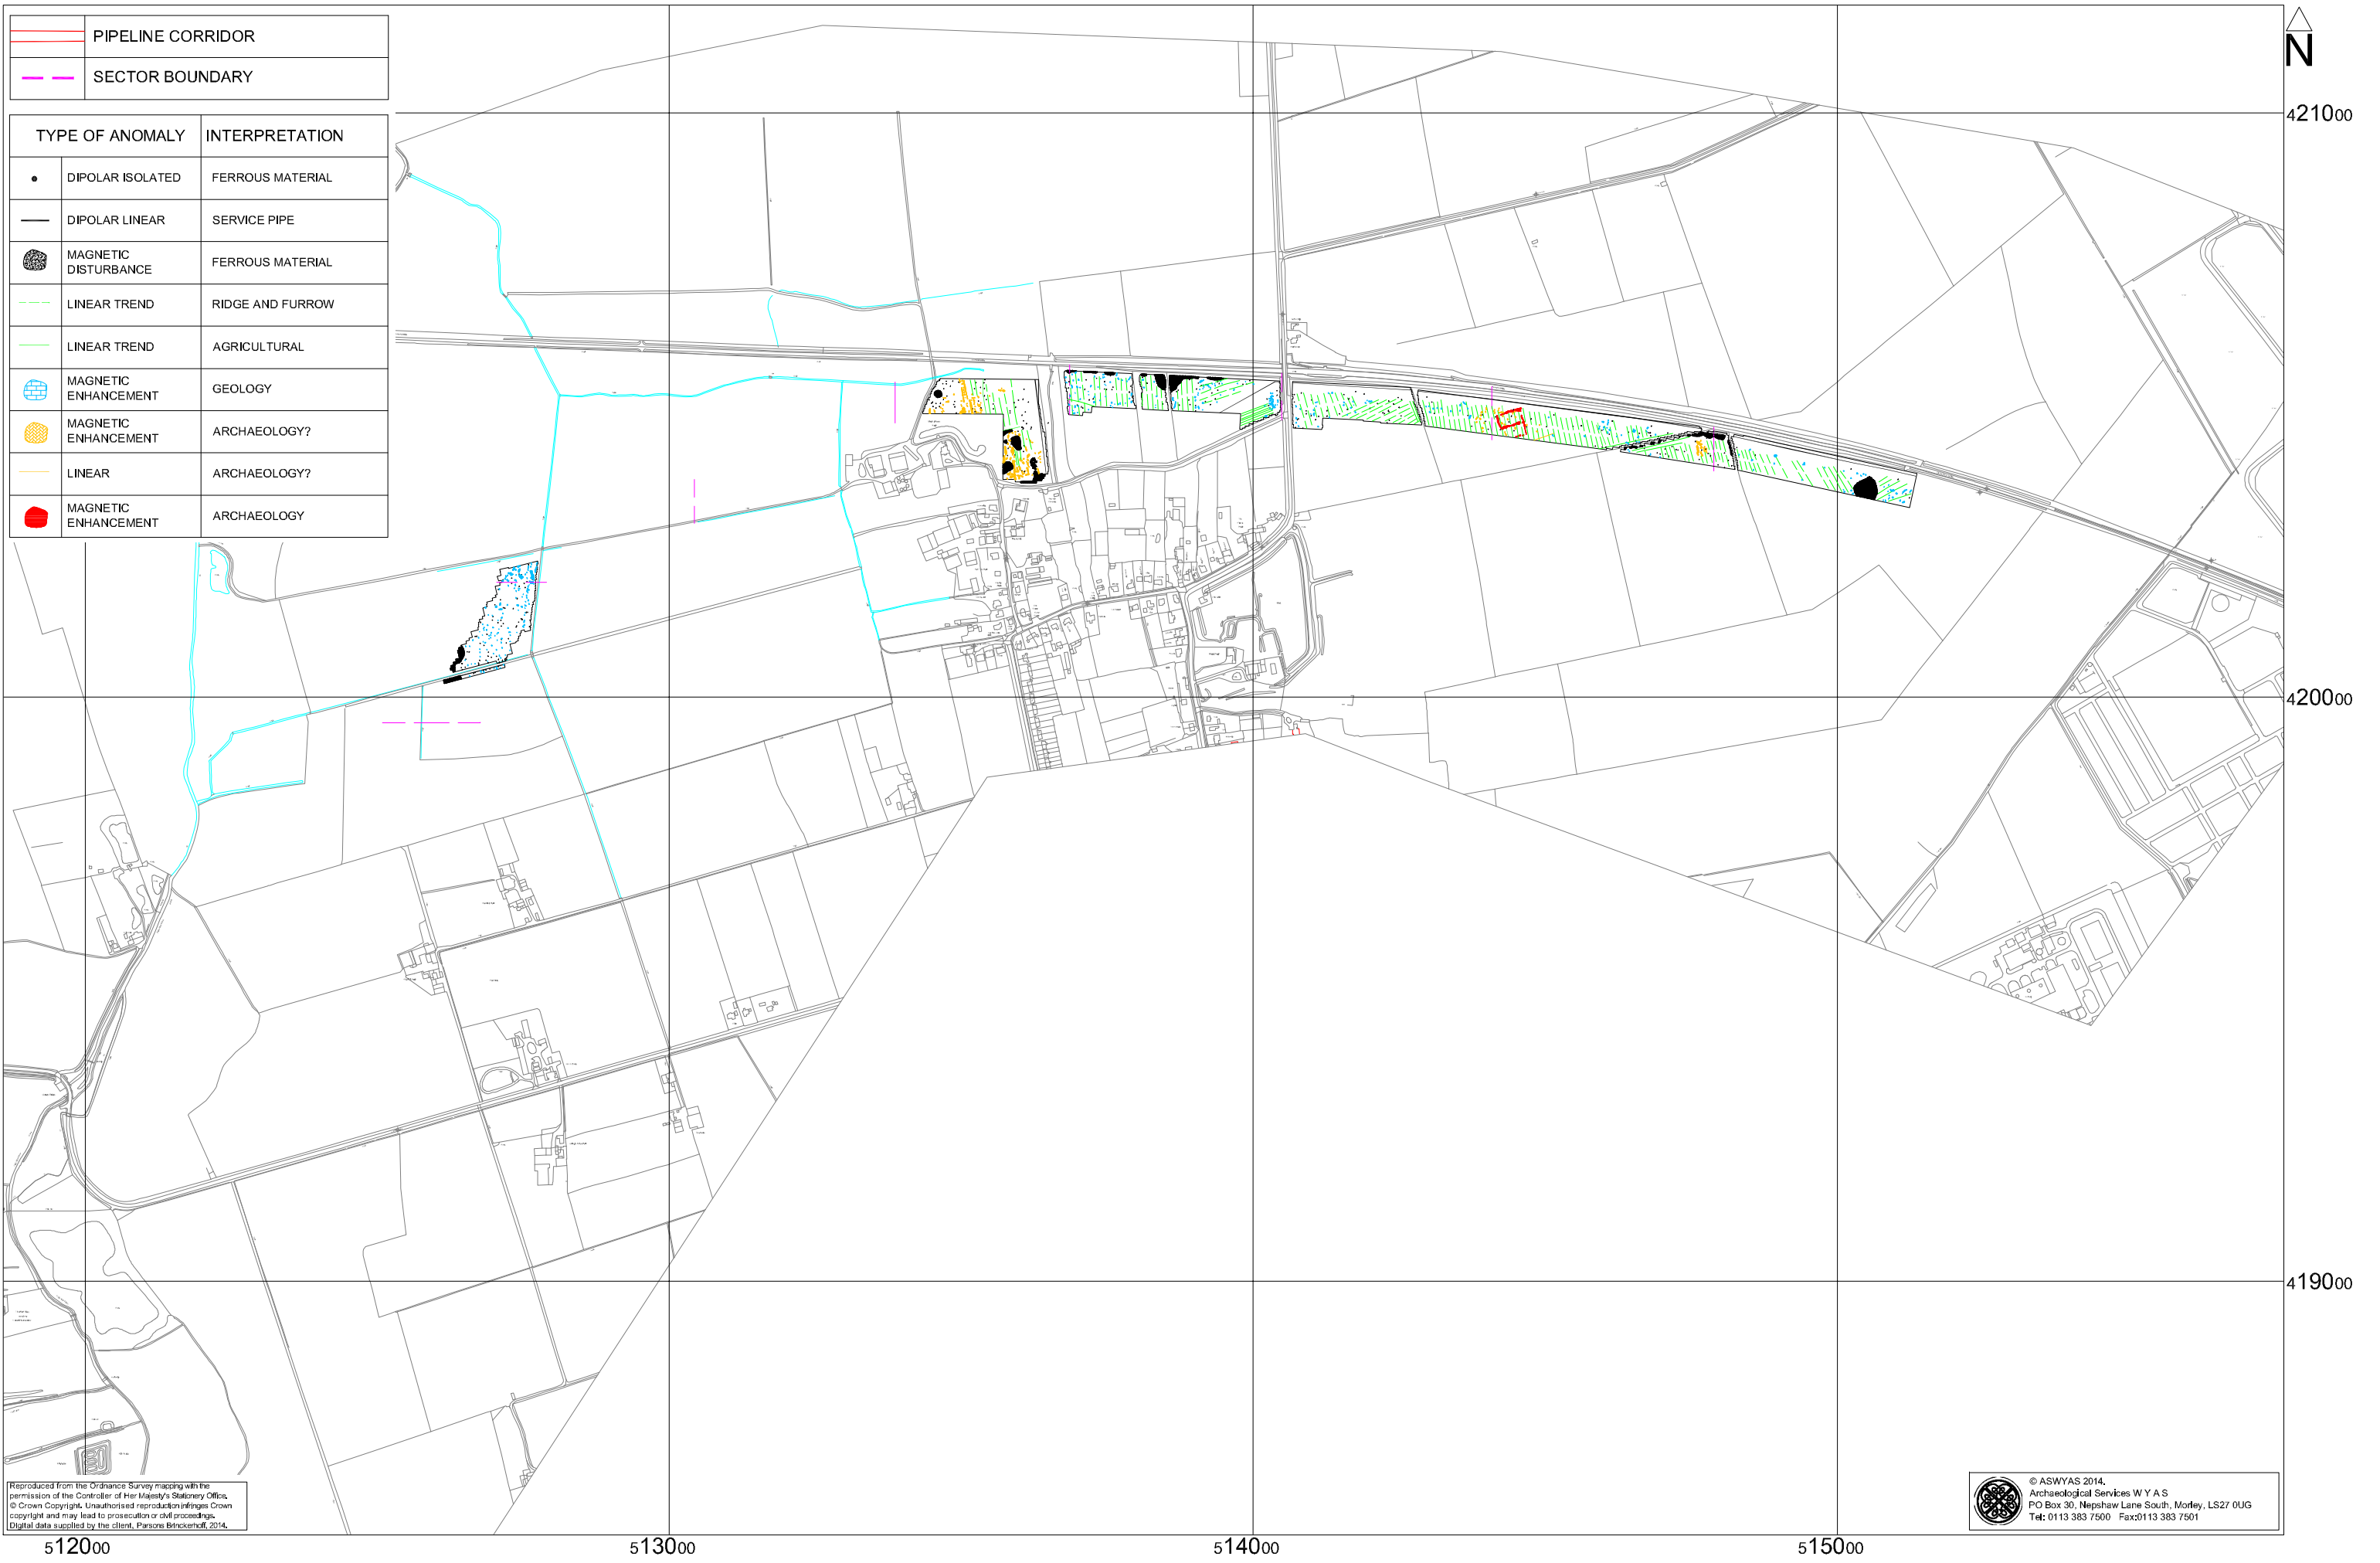 PIPELINE CORRIDOR
SECTOR BOUNDARY
N
TYPE OF ANOMALY INTERPRETATION
DIPOLAR ISOLATED FERROUS MATERIAL
DIPOLAR LINEAR SERVICE PIPE
MAGNETIC
DISTURBANCE
FERROUS MATERIAL
LINEAR TREND RIDGE AND FURROW
LINEAR TREND AGRICULTURAL
MAGNETIC
ENHANCEMENT
GEOLOGY
MAGNETIC
ENHANCEMENT
ARCHAEOLOGY?
LINEAR ARCHAEOLOGY?
MAGNETIC
ENHANCEMENT
ARCHAEOLOGY
421000
420000
419000
Reproduced from the Ordnance Survey mapping with the
permission of the Controller of Her Majesty's Stationery Office.
© Crown Copyright. Unauthorised reproduction infringes Crown
copyright and may lead to prosecution or civil proceedings.
Digital data supplied by the client, Parsons Brinckerhoff, 2014.
© ASWYAS 2014.
Archaeological Services W Y A S
PO Box 30, Nepshaw Lane South, Morley, LS27 0UG
Tel: 0113 383 7500 Fax:0113 383 7501
512000
513000
514000
515000